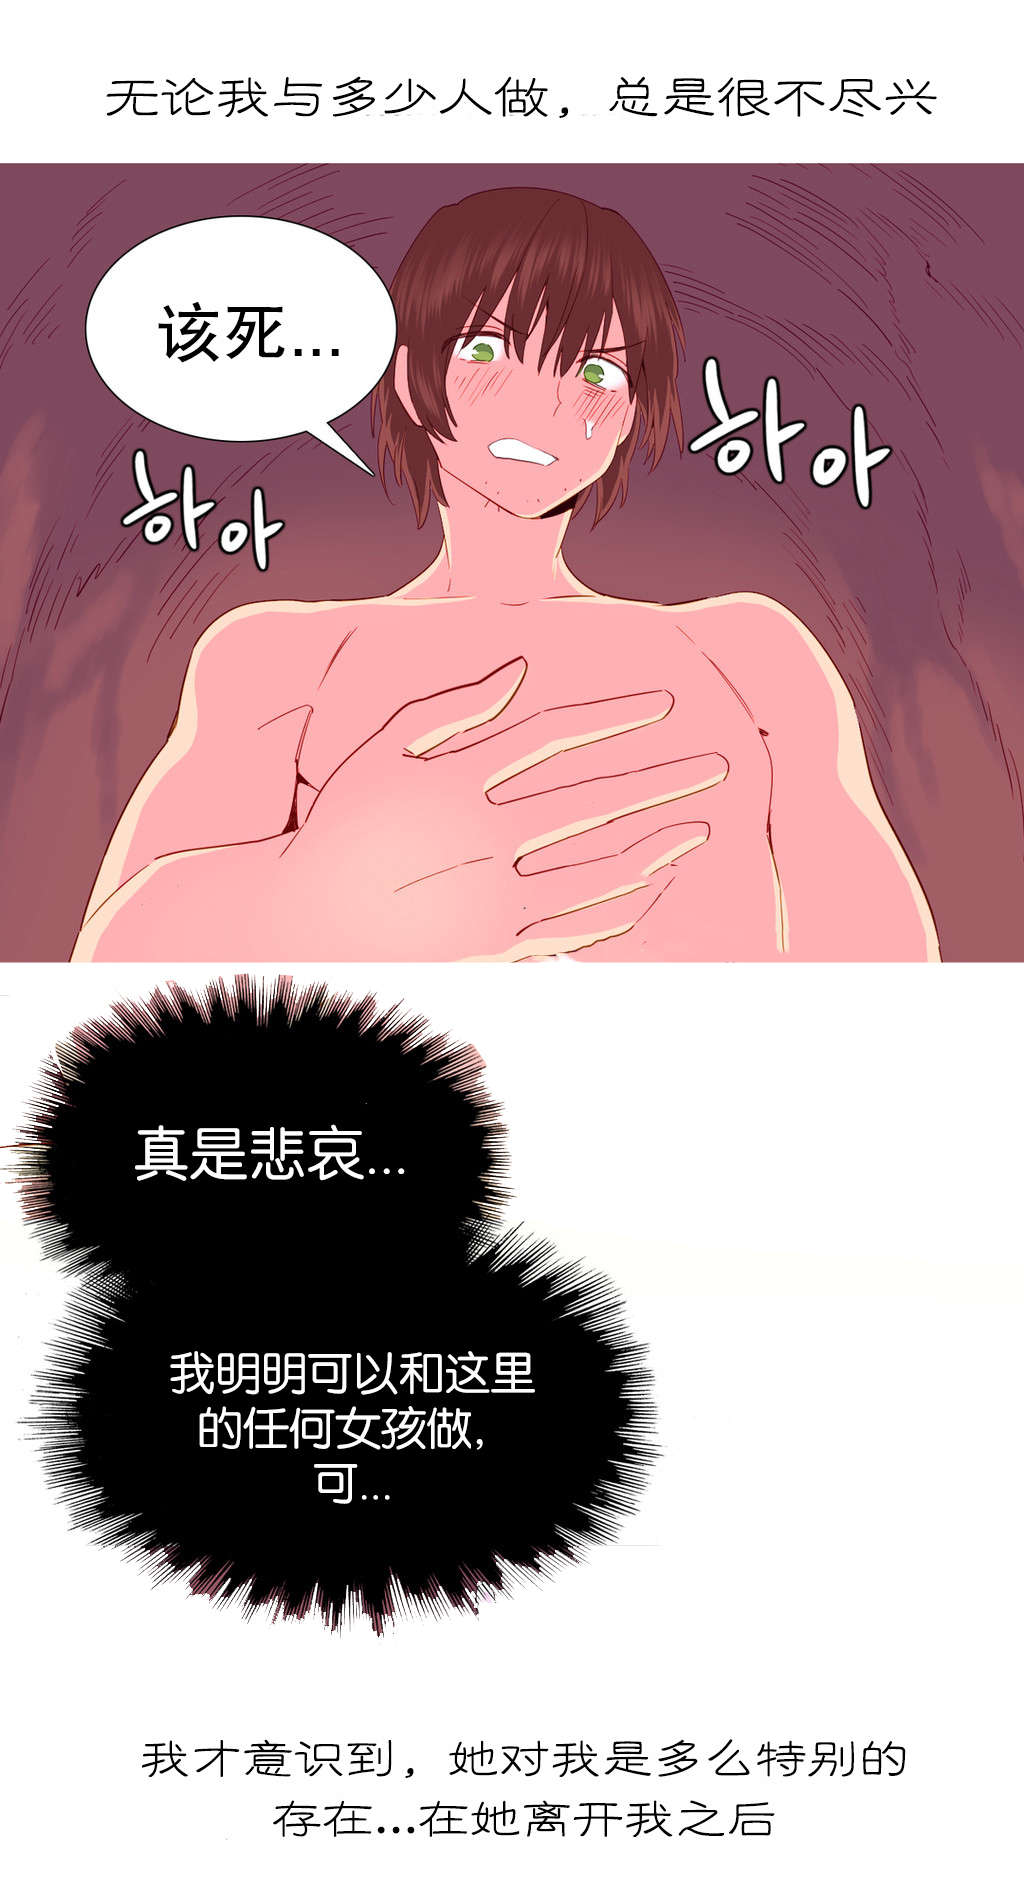 无论我与多少人做，总是很不尽兴
该死...
하아
하아
真是悲哀...
我明明可以和这里
的任何女孩做，
可...
我才意识到，她对我是多么特别的
存在...在她离开我之后